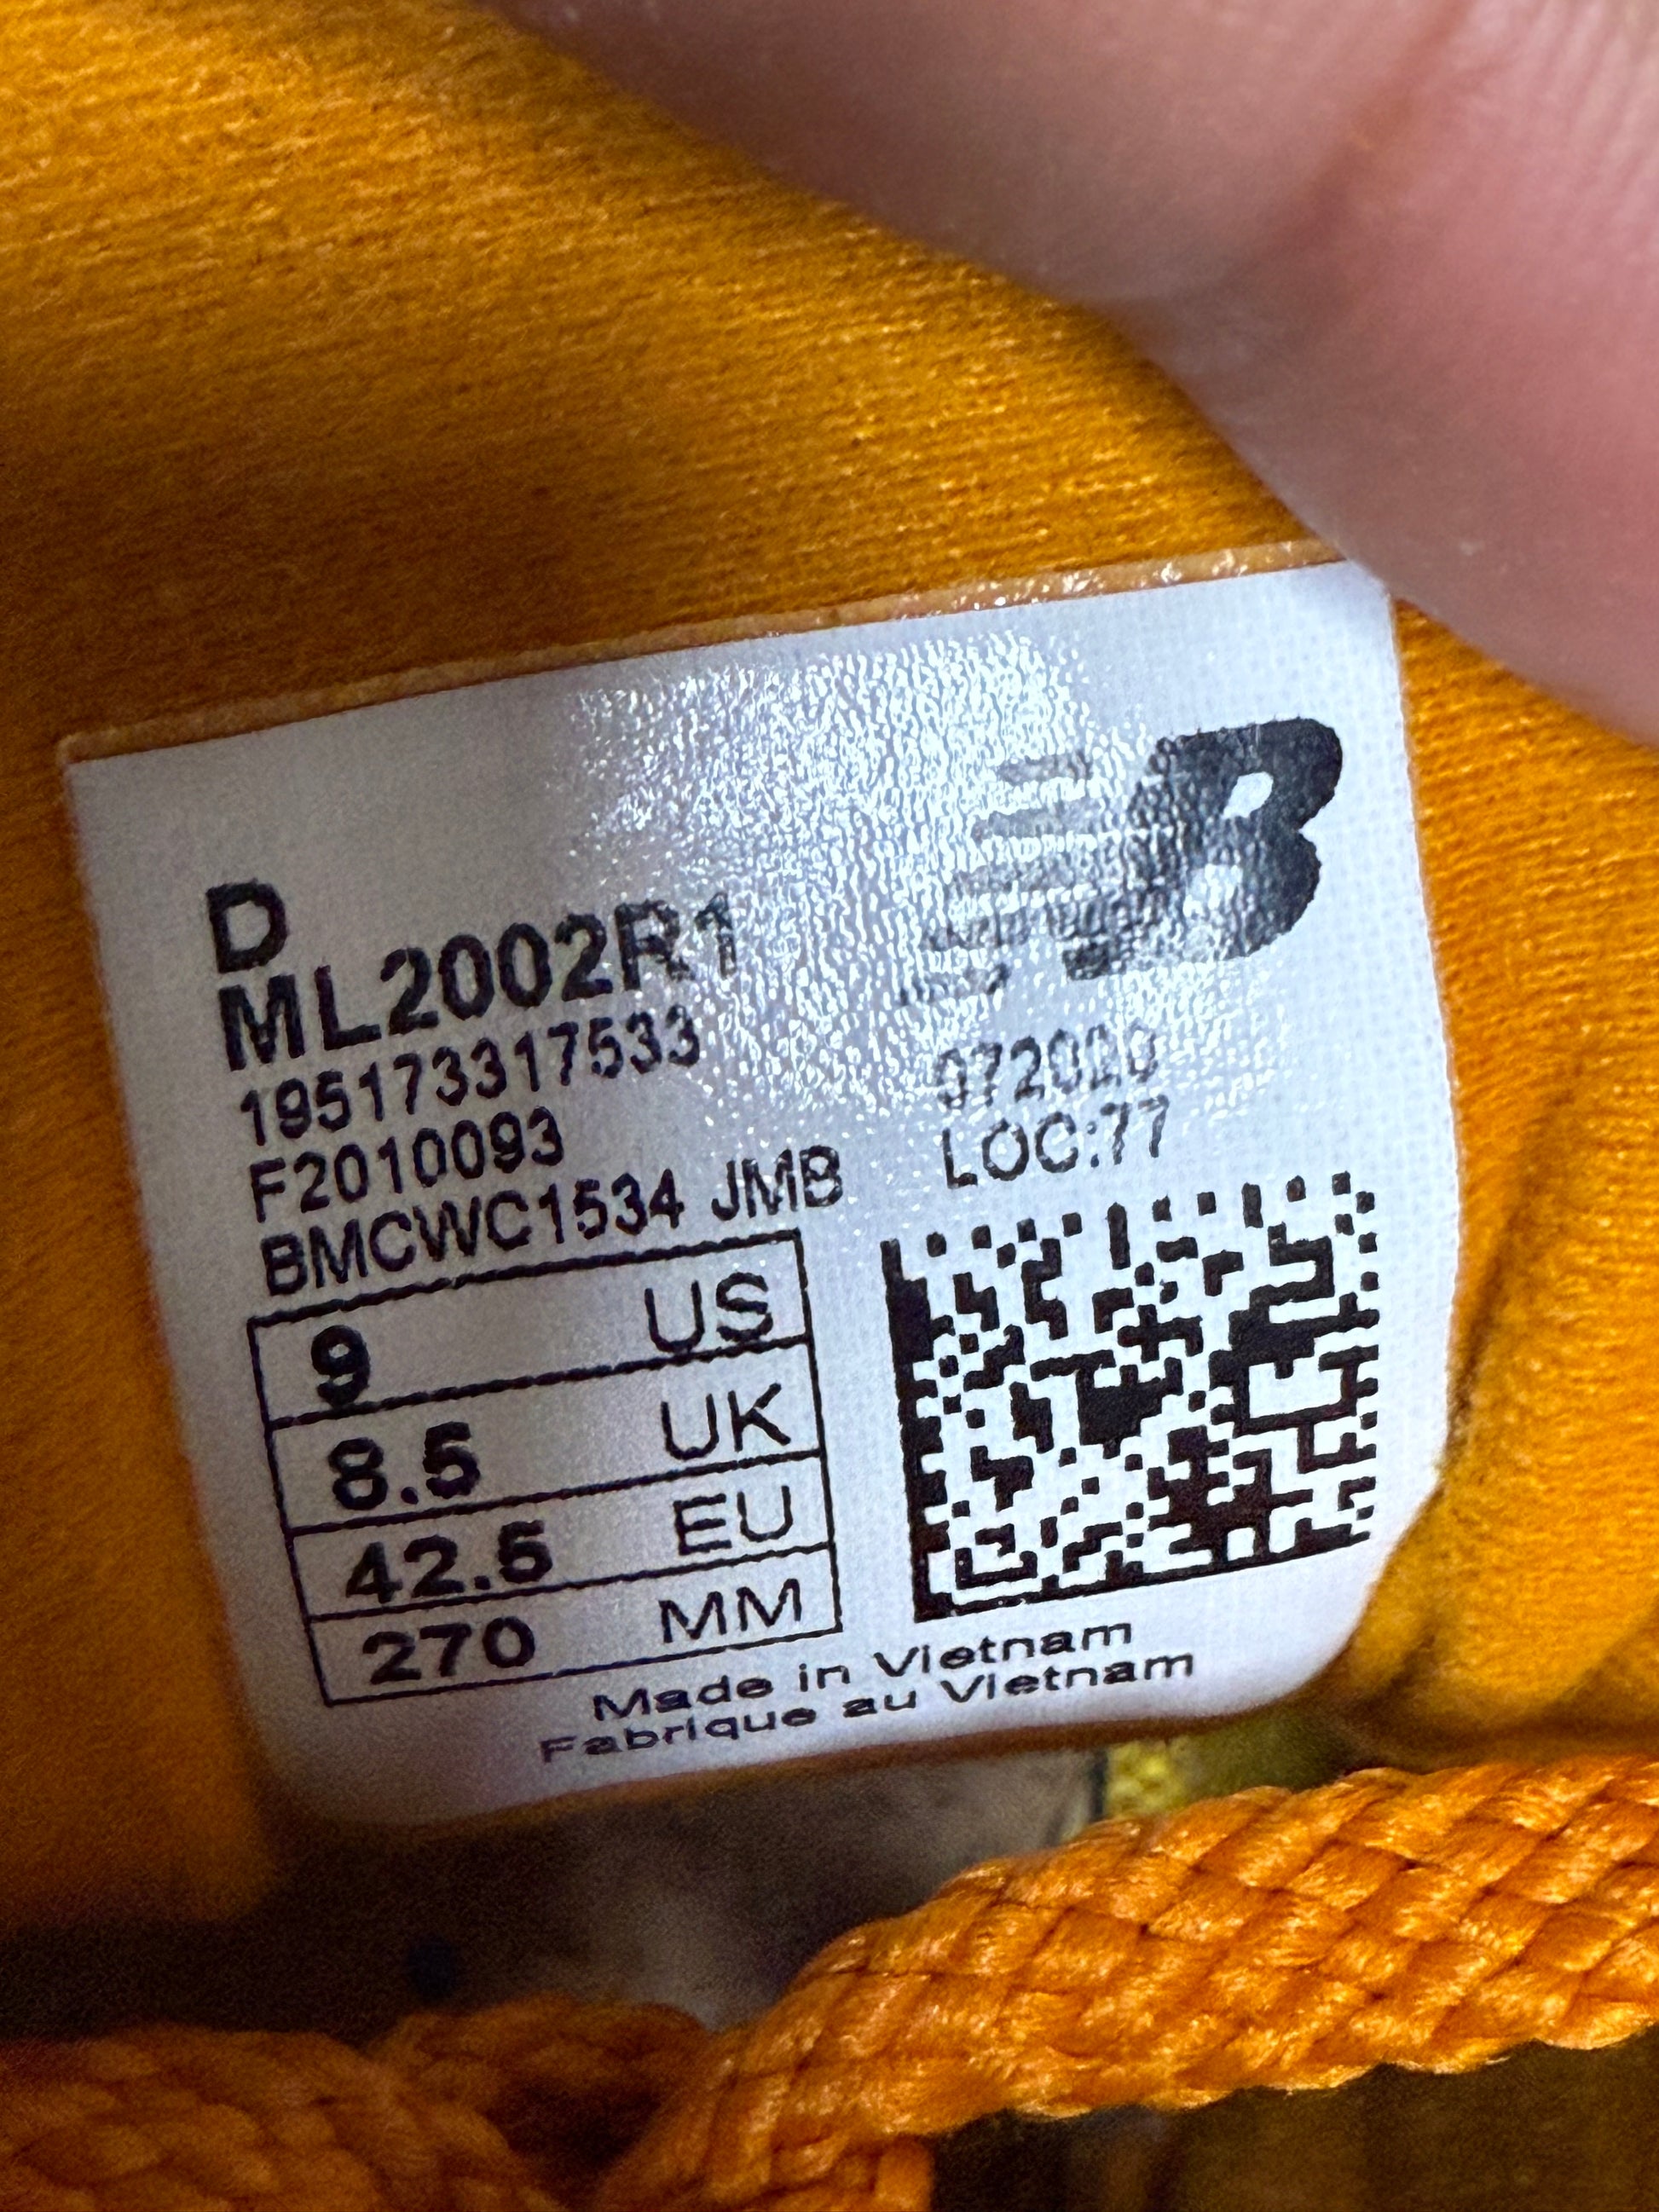 D
ML2002R1
195173317533
F2010093
BMCWC1534 JMB
LOC:77
9 US
8.5 UK
42.5 EU
270 MM
Made in Vietnam
Fabrique au Vietnam